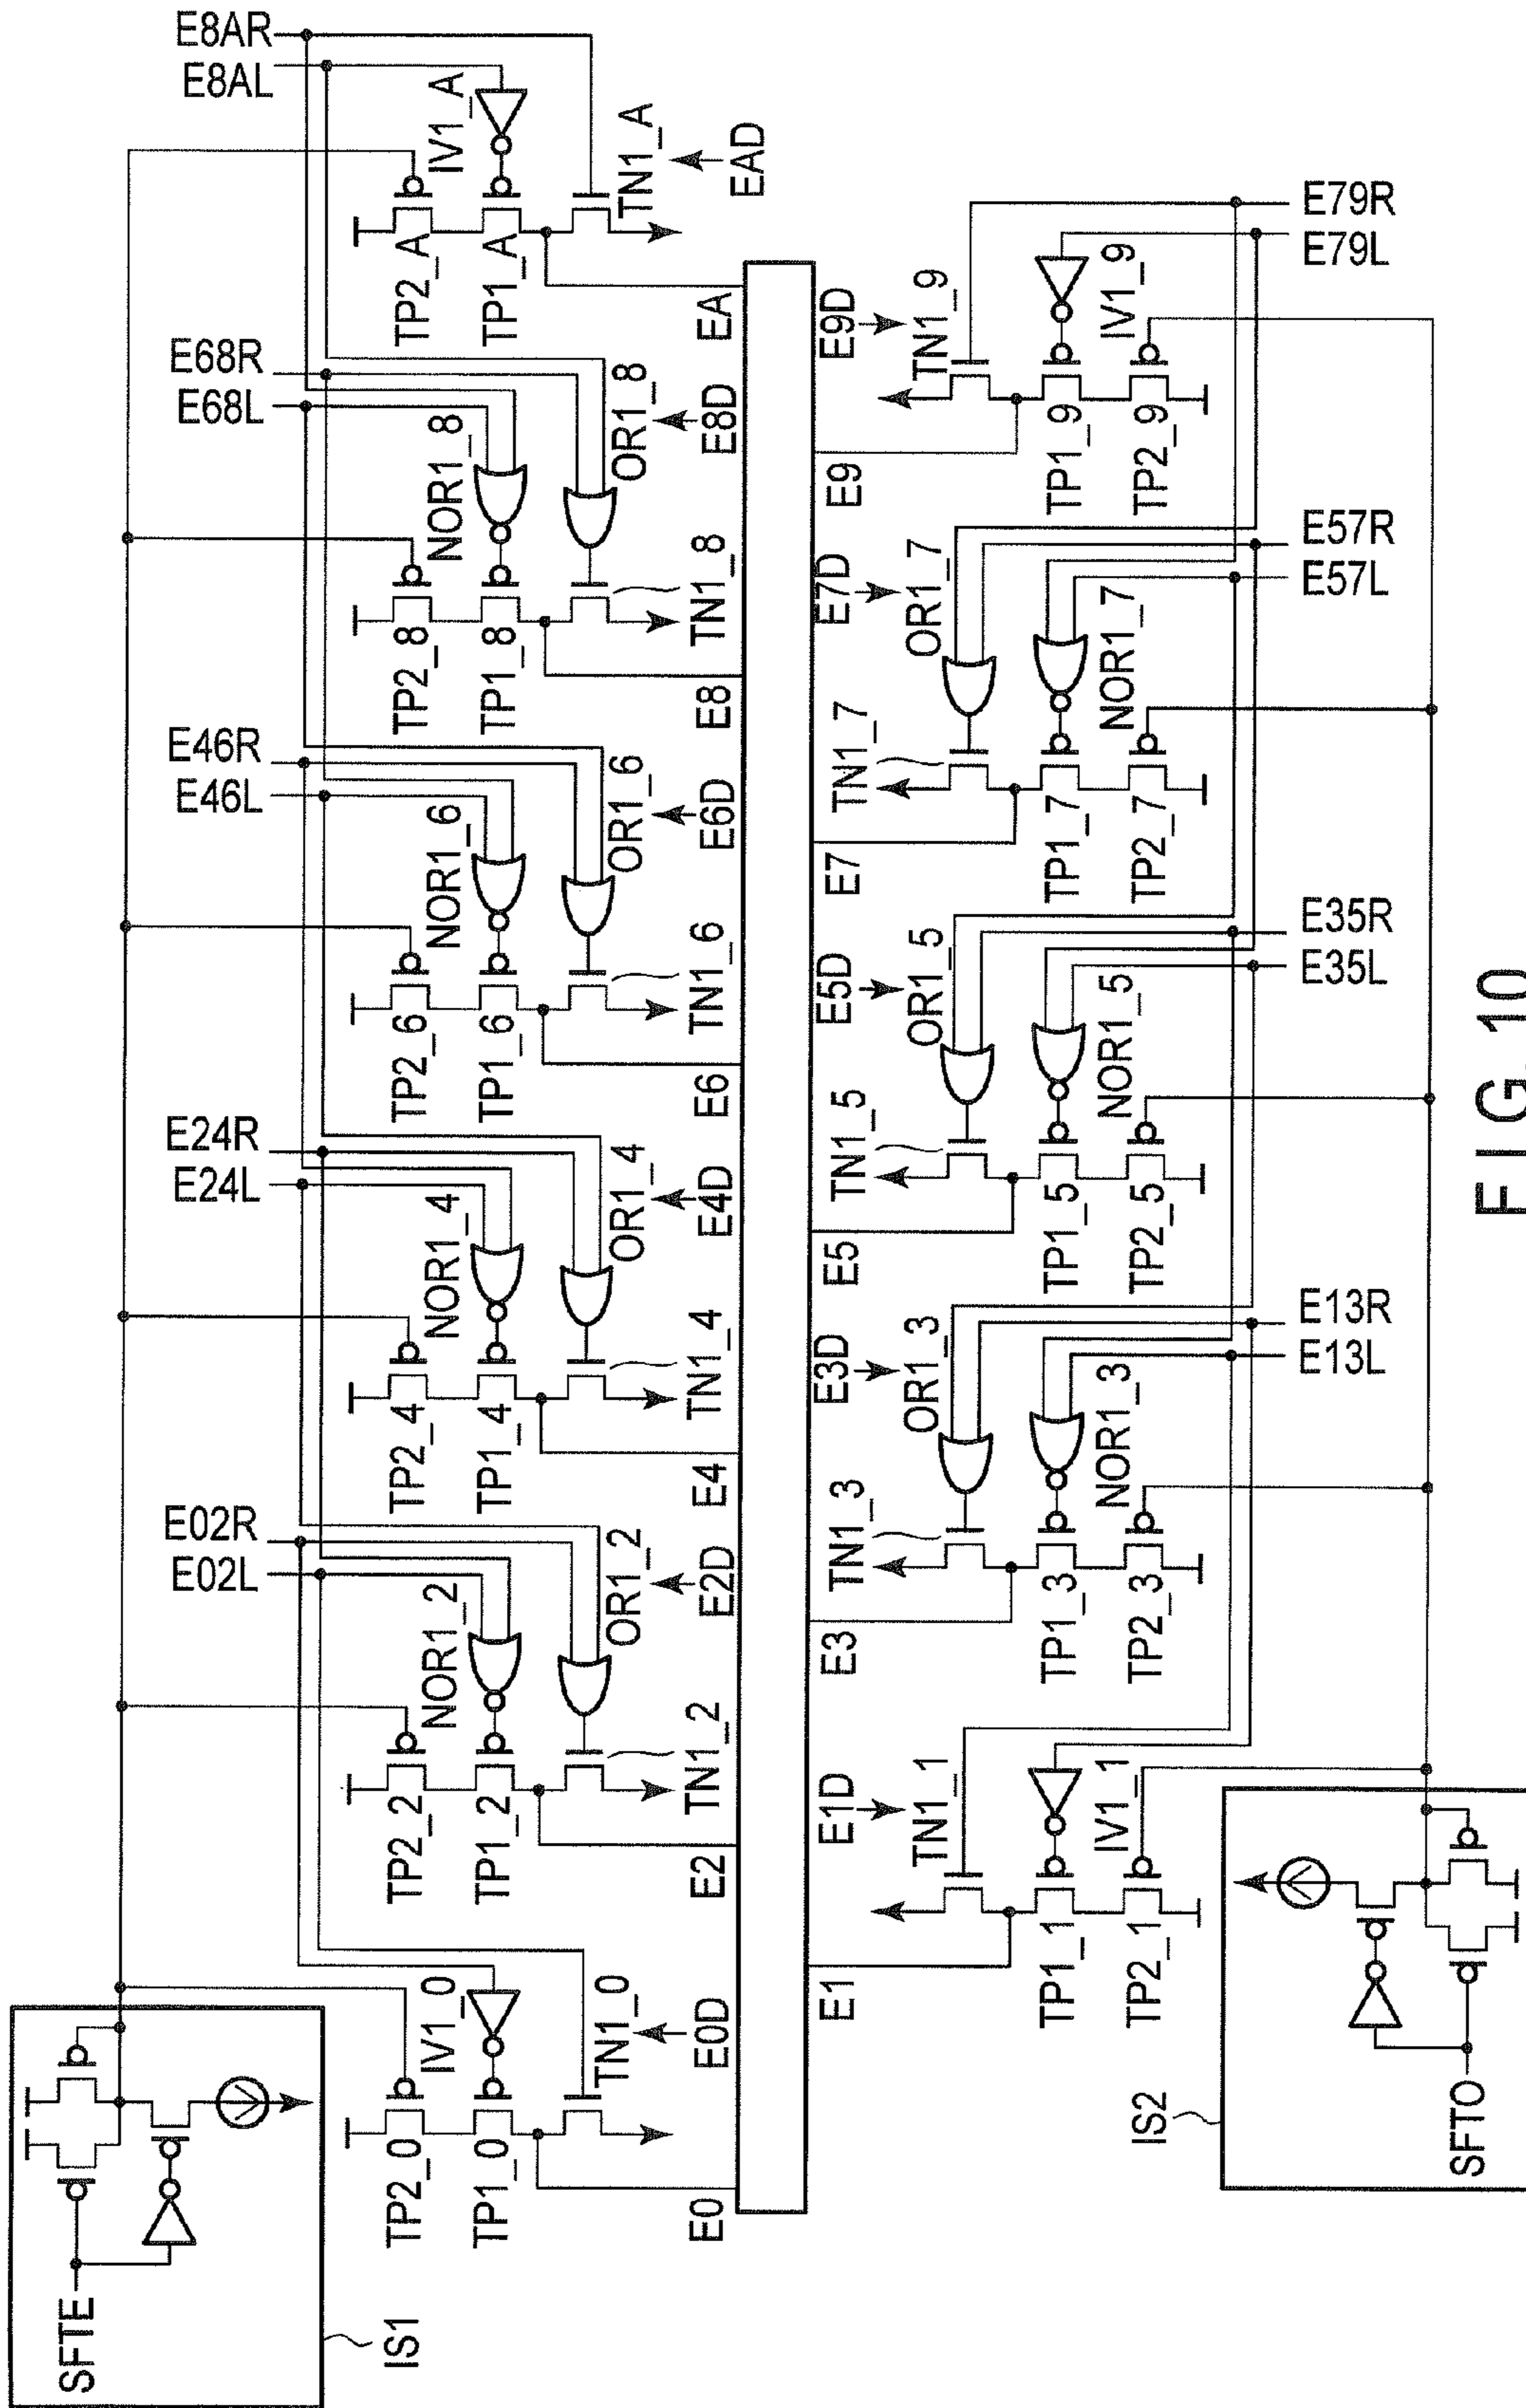 SFTE
IS1
E02R
E02L
E24R
E24L
E46R
E46L
E68R
E68L
E8AR
E8AL
TP2_0
TP1_0
IV1_0
TN1_0
E0D
E0
TP2_2
TP1_2
NOR1_2
OR1_2
TN1_2
E2D
E2
TP2_4
TP1_4
NOR1_4
OR1_4
TN1_4
E4D
E4
TP2_6
TP1_6
NOR1_6
OR1_6
TN1_6
E6D
E6
TP2_8
TP1_8
NOR1_8
OR1_8
TN1_8
E8D
E8
TP2_A
TP1_A
IV1_A
TN1_A
EAD
EA
E1
E1D
TN1_1
TP1_1
IV1_1
TP2_1
E3
E3D
OR1_3
TN1_3
TP1_3
NOR1_3
TP2_3
E5
E5D
OR1_5
TN1_5
TP1_5
NOR1_5
TP2_5
E7
E7D
OR1_7
TN1_7
TP1_7
NOR1_7
TP2_7
E9
E9D
TN1_9
TP1_9
IV1_9
TP2_9
E13R
E13L
E35R
E35L
E57R
E57L
E79R
E79L
IS2
SFTO
FIG. 10